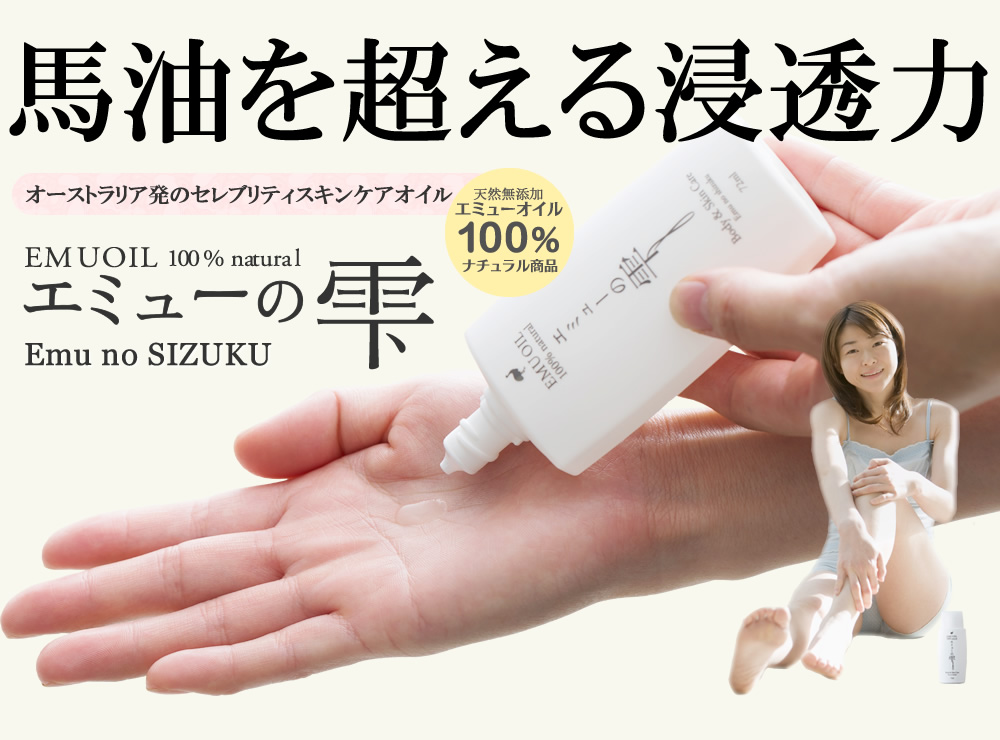 馬油を超える浸透力
オーストラリア発のセレブリティスキンケアオイル
天然無添加
エミューオイル
100%
ナチュラル商品
EMUOIL 100% natural
エミューの雫
Emu no SIZUKU
EMU OIL
100% natural
エミューの雫
Body & Skin Care
Emu no shizuku
72ml